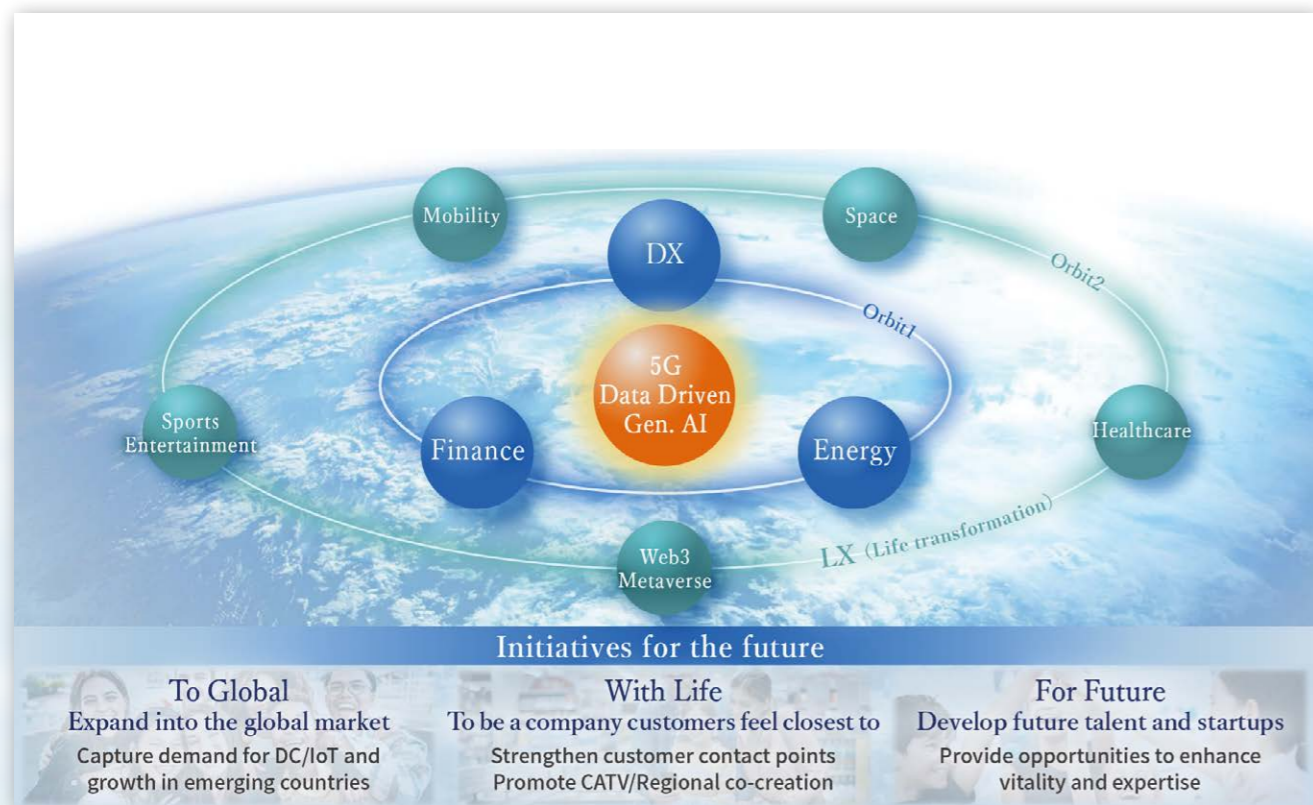 Mobility
Space
DX
Orbit2
Orbit1
5G
Data Driven
Gen. AI
Sports
Entertainment
Finance
Energy
Healthcare
Web3
Metaverse
LX (Life transformation)
Initiatives for the future
To Global
Expand into the global market
Capture demand for DC/IoT and
growth in emerging countries
With Life
To be a company customers feel closest to
Strengthen customer contact points
Promote CATV/Regional co-creation
For Future
Develop future talent and startups
Provide opportunities to enhance
vitality and expertise